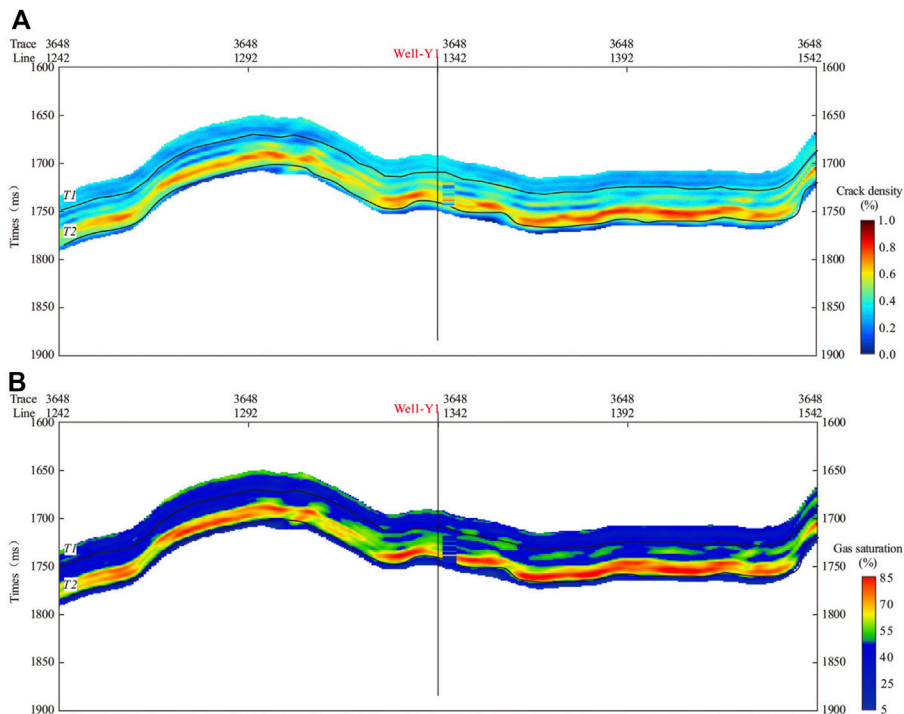 A
Trace 3648 3648 3648 3648 3648
Line 1242 1292 Well-Y1 1342 1392 1542
1600 1600
1650 1650
1700 1700
T1
1750 1750
T2
1800 1800
1850 1850
1900 1900
Times (ms)
Crack density
(%)
1.0
0.8
0.6
0.4
0.2
0.0
B
Trace 3648 3648 3648 3648 3648
Line 1242 1292 Well-Y1 1342 1392 1542
1600 1600
1650 1650
1700 1700
T1
1750 1750
T2
1800 1800
1850 1850
1900 1900
Times (ms)
Gas saturation
(%)
85
70
55
40
25
5